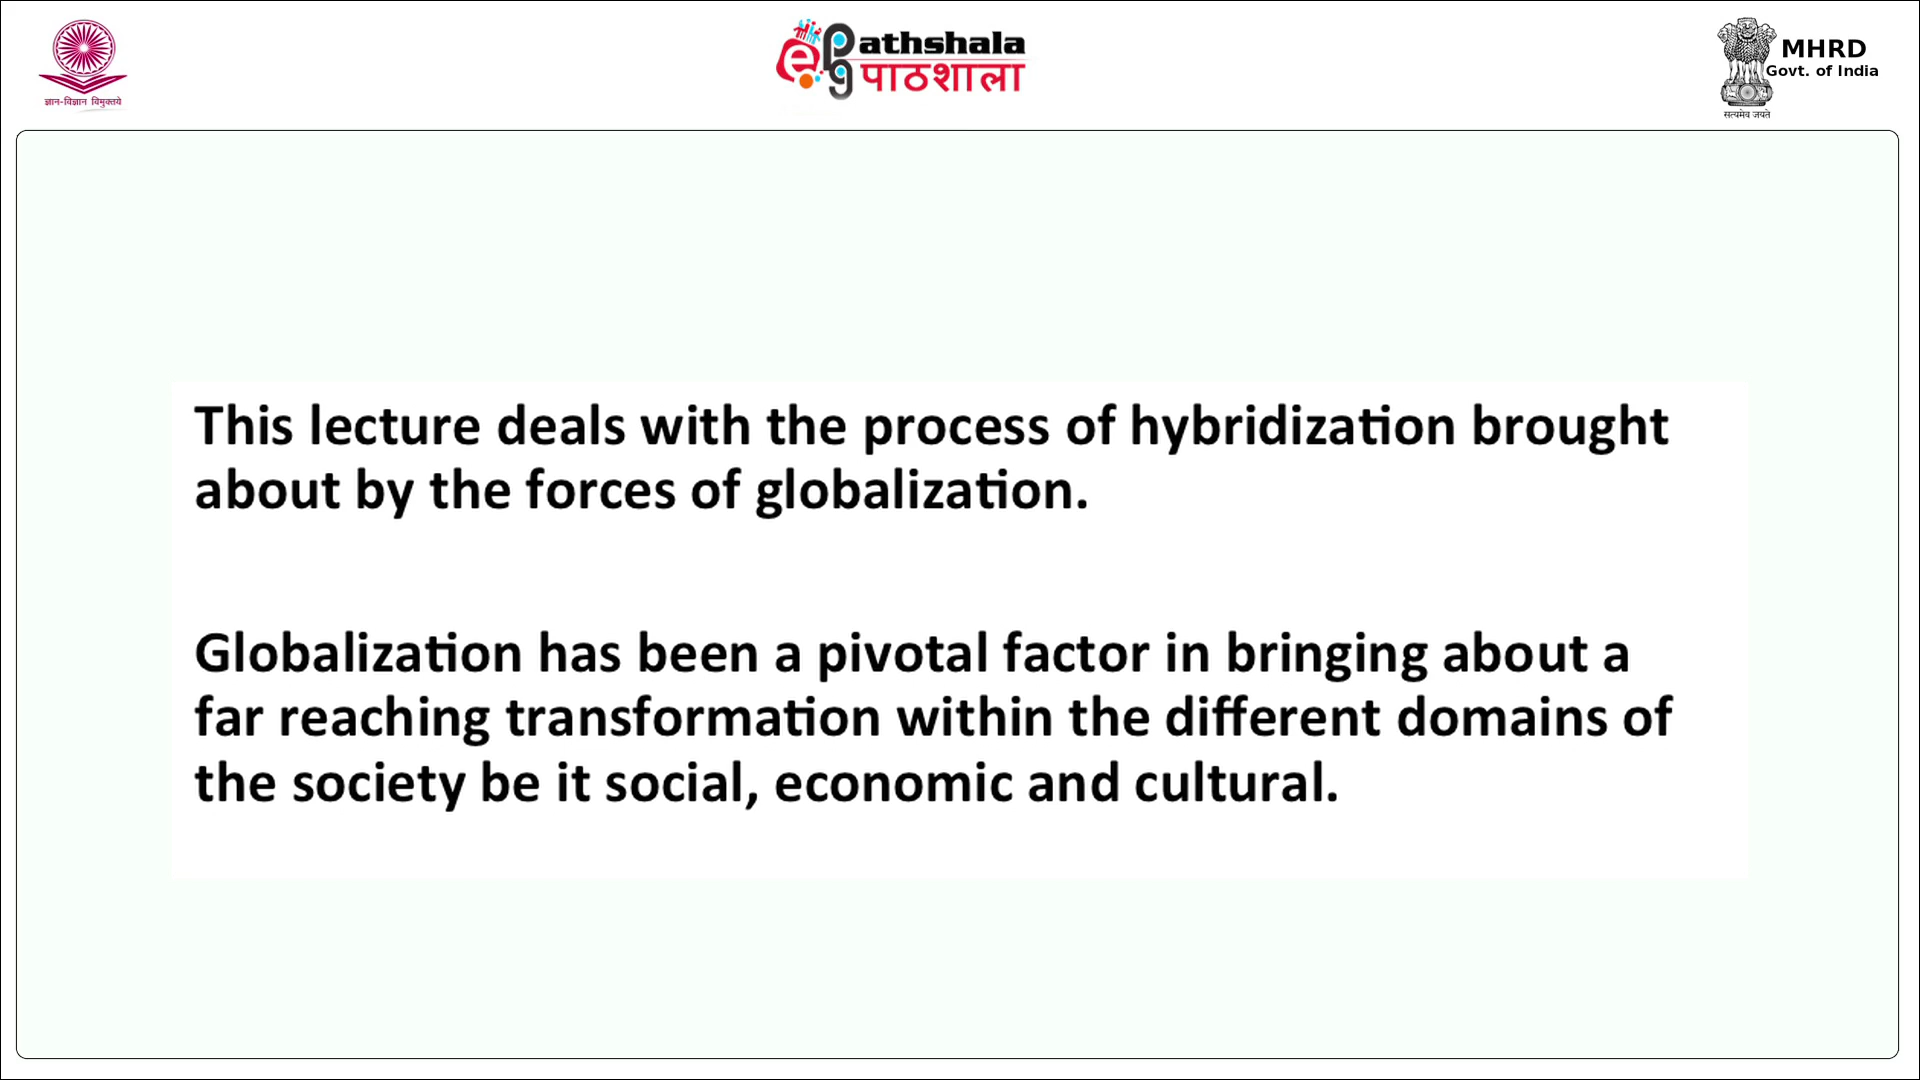 ज्ञान-विज्ञान विमुक्तये
epg Pathshala
पाठशाला
MHRD
Govt. of India
सत्यमेव जयते
This lecture deals with the process of hybridization brought
about by the forces of globalization.
Globalization has been a pivotal factor in bringing about a
far reaching transformation within the different domains of
the society be it social, economic and cultural.